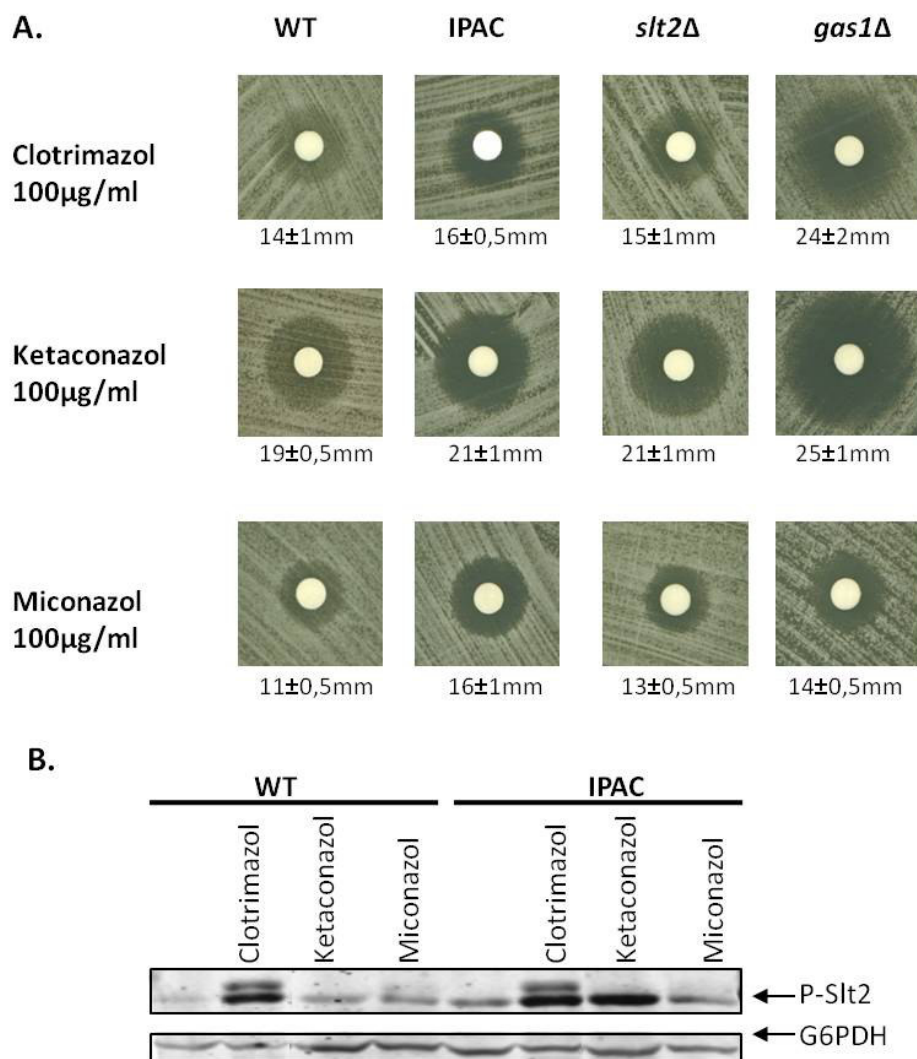 A.
WT IPAC slt2Δ gas1Δ
Clotrimazol
100µg/ml
14±1mm 16±0,5mm 15±1mm 24±2mm
Ketaconazol
100µg/ml
19±0,5mm 21±1mm 21±1mm 25±1mm
Miconazol
100µg/ml
11±0,5mm 16±1mm 13±0,5mm 14±0,5mm
B.
WT IPAC
Clotrimazol
Ketaconazol
Miconazol
Clotrimazol
Ketaconazol
Miconazol
P-Slt2
G6PDH